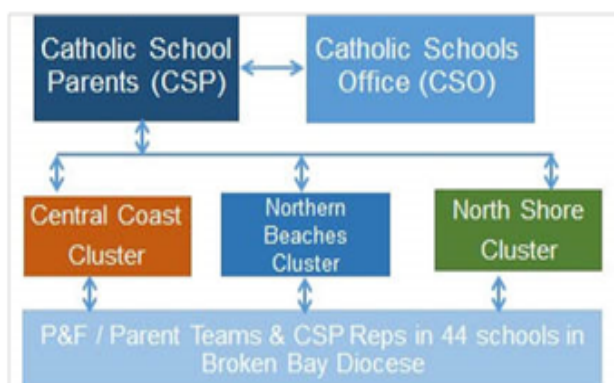 Catholic School
Parents (CSP)
Catholic Schools
Office (CSO)
Central Coast
Cluster
Northern
Beaches
Cluster
North Shore
Cluster
P&F / Parent Teams & CSP Reps in 44 schools in
Broken Bay Diocese